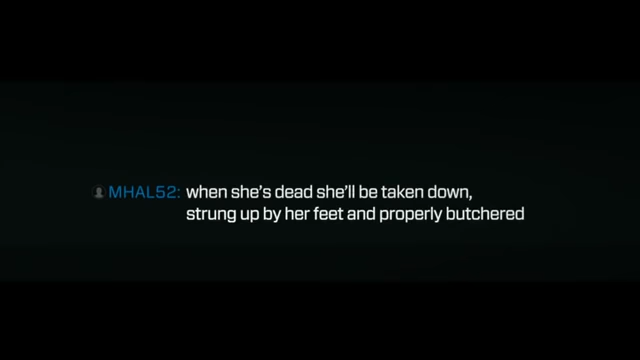 MHAL52: when she's dead she'll be taken down,
strung up by her feet and properly butchered